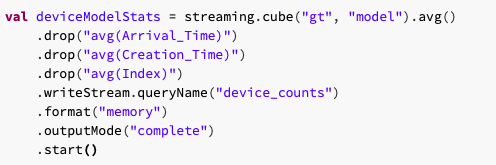 val deviceModelStats = streaming.cube("gt", "model").avg()
.drop("avg(Arrival_Time)")
.drop("avg(Creation_Time)")
.drop("avg(Index)")
.writeStream.queryName("device_counts")
.format("memory")
.outputMode("complete")
.start()